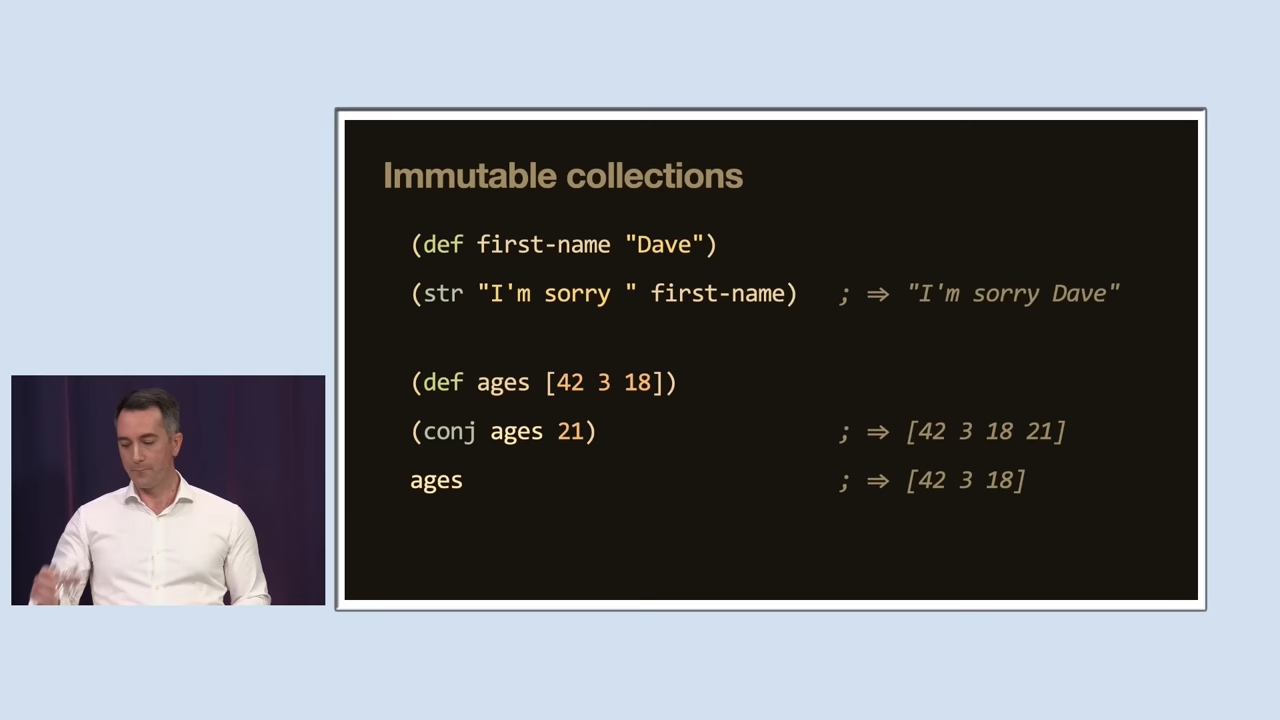 Immutable collections
(def first-name "Dave")
(str "I'm sorry " first-name) ; ⇒ "I'm sorry Dave"
(def ages [42 3 18])
(conj ages 21) ; ⇒ [42 3 18 21]
ages ; ⇒ [42 3 18]